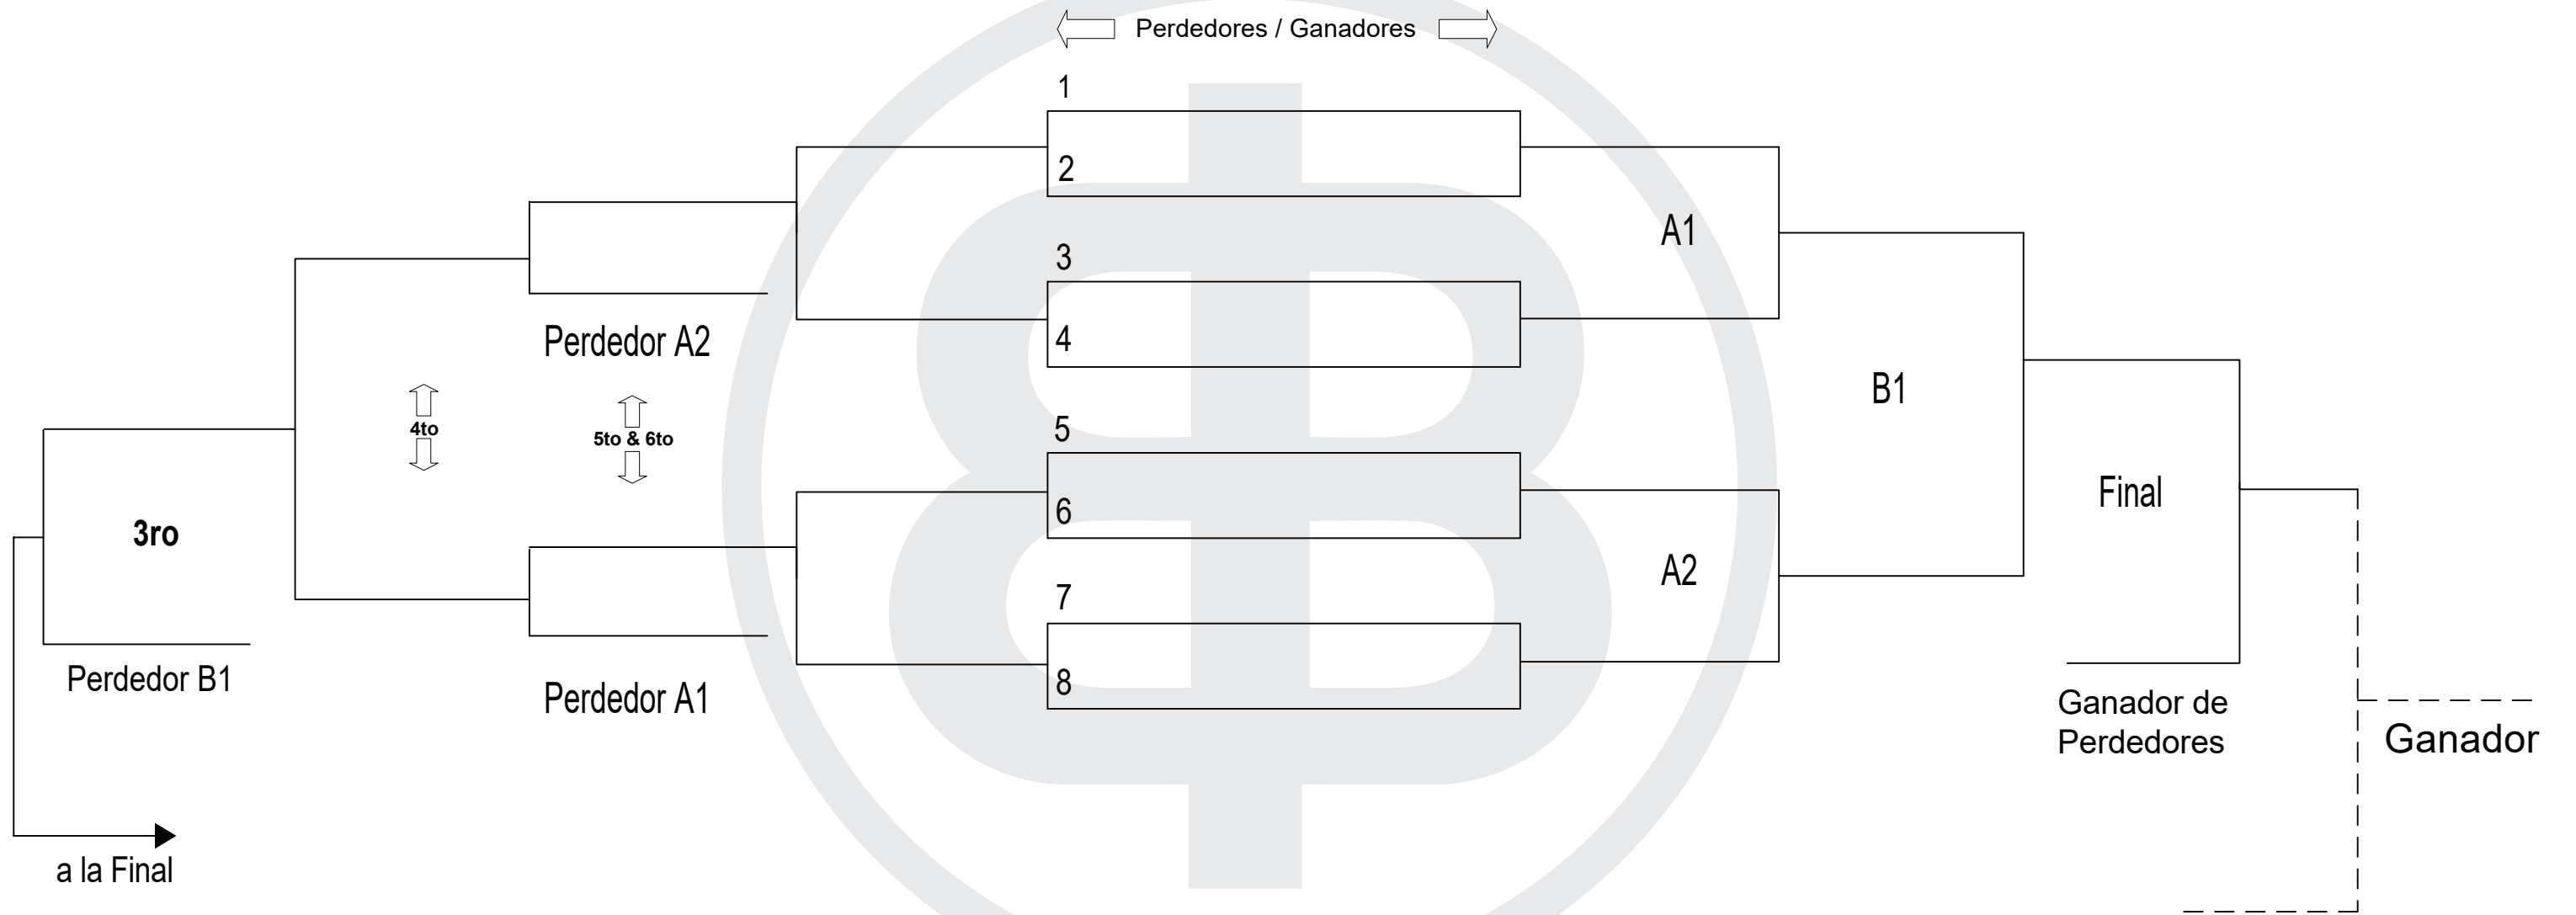 Perdedores / Ganadores
1
2
A1
3
4
Perdedor A2
B1
4to
5to & 6to
5
6
Final
3ro
A2
7
8
Perdedor B1
Perdedor A1
Ganador de
Perdedores
Ganador
a la Final